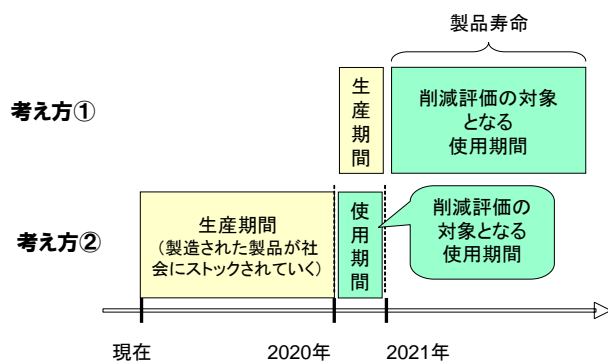 製品寿命
考え方①
生
産
期
間
削減評価の対象
となる
使用期間
考え方②
生産期間
(製造された製品が社
会にストックされていく)
使
用
期
間
削減評価の
対象となる
使用期間
現在
2020年
2021年